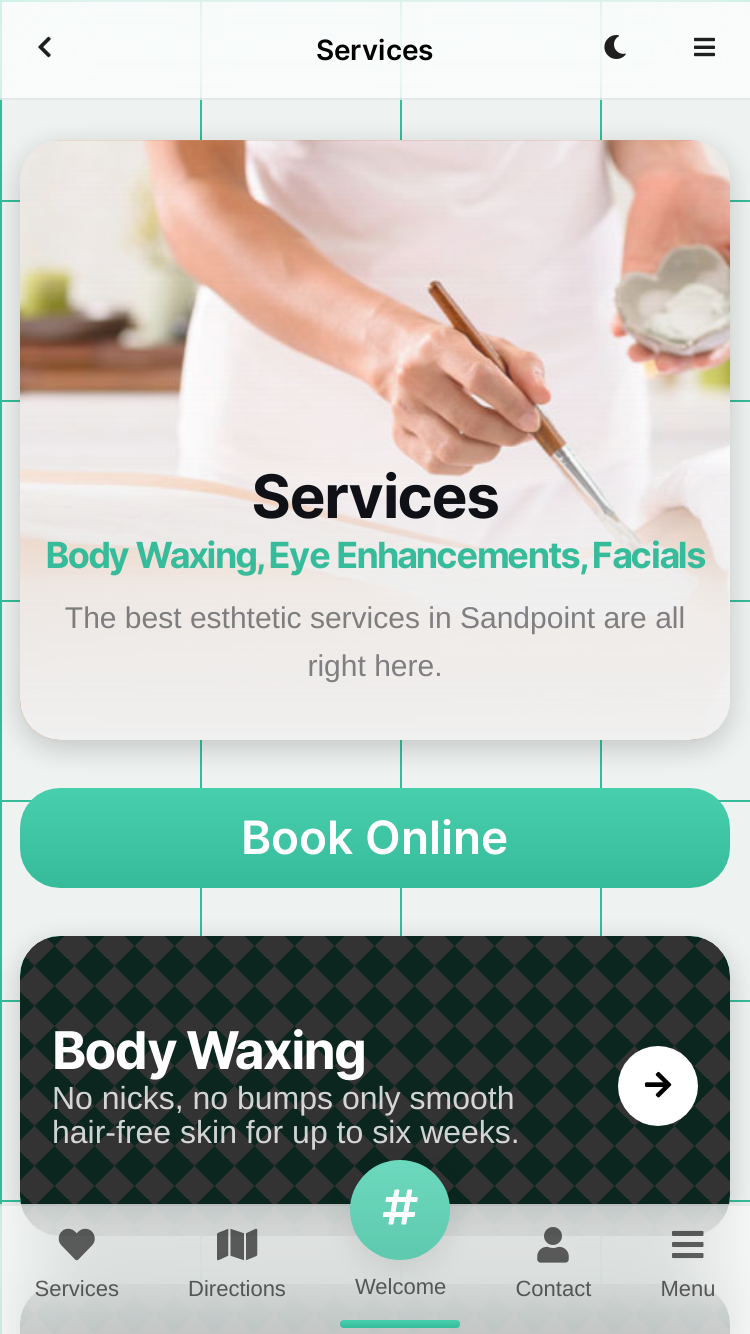 Services
Services
Body Waxing, Eye Enhancements, Facials
The best esthtetic services in Sandpoint are all
right here.
Book Online
Body Waxing
No nicks, no bumps only smooth
hair-free skin for up to six weeks.
#
Services
Directions
Welcome
Contact
Menu